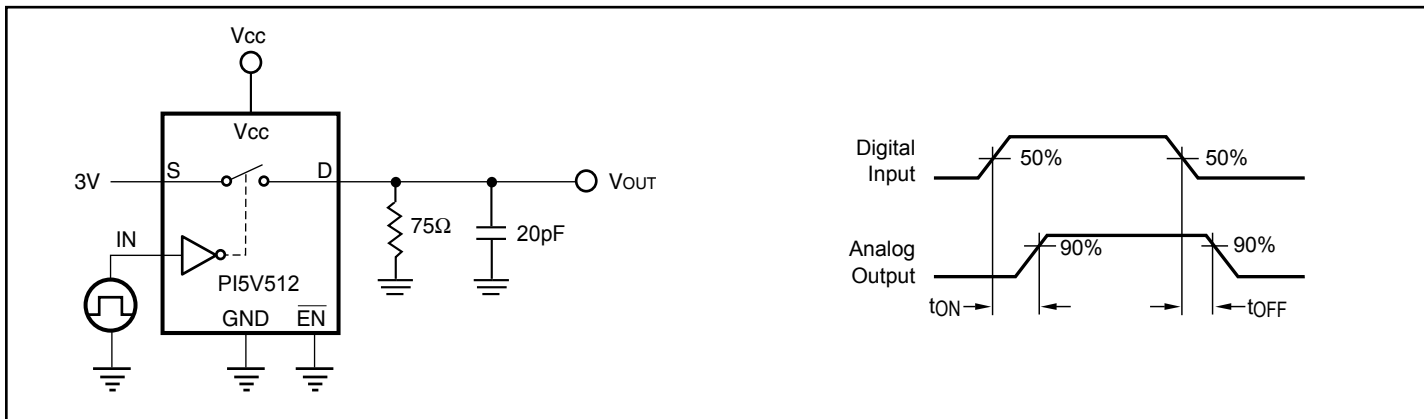 Vcc
Vcc
S
D
3V
VOUT
75Ω
20pF
IN
PI5V512
GND
EN
Digital
Input
50%
50%
Analog
Output
90%
90%
tON
tOFF